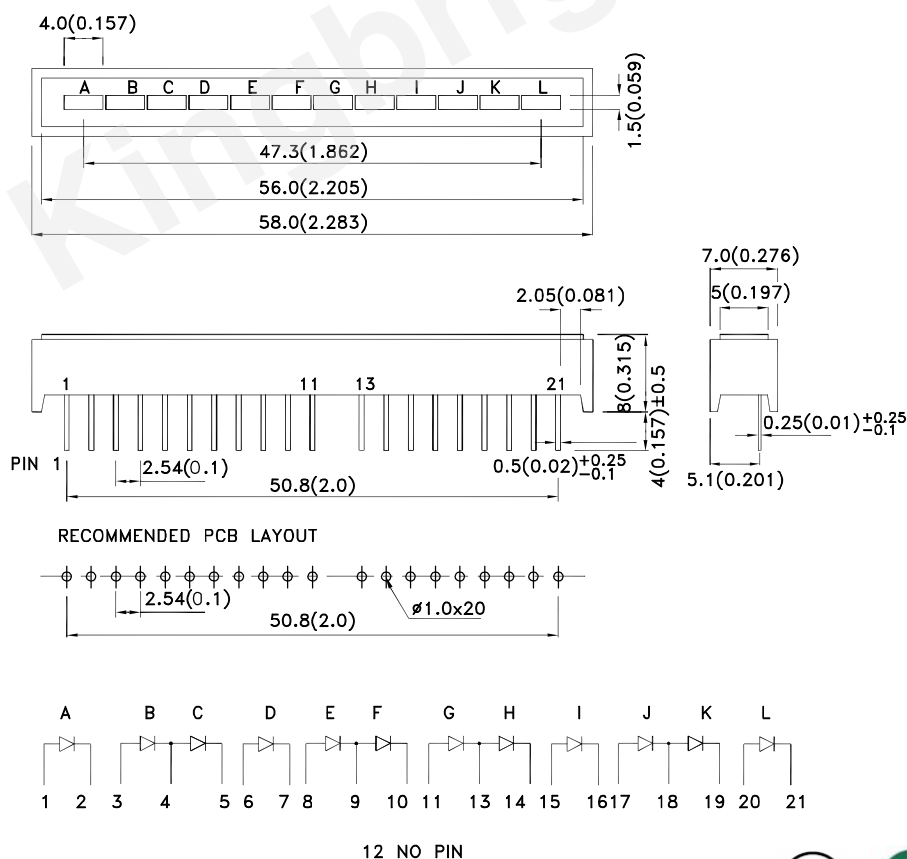 4.0(0.157)
A B C D E F G H I J K L
1.5(0.059)
47.3(1.862)
56.0(2.205)
58.0(2.283)
7.0(0.276)
2.05(0.081)
5(0.197)
1 11 13 21
8(0.315)
4(0.157)±0.5
0.25(0.01)+0.25 -0.1
PIN 1
2.54(0.1)
0.5(0.02)+0.25 -0.1
5.1(0.201)
50.8(2.0)
RECOMMENDED PCB LAYOUT
2.54(0.1)
ø1.0x20
50.8(2.0)
A B C D E F G H I J K L
1 2 3 4 5 6 7 8 9 10 11 13 14 15 16 17 18 19 20 21
12 NO PIN